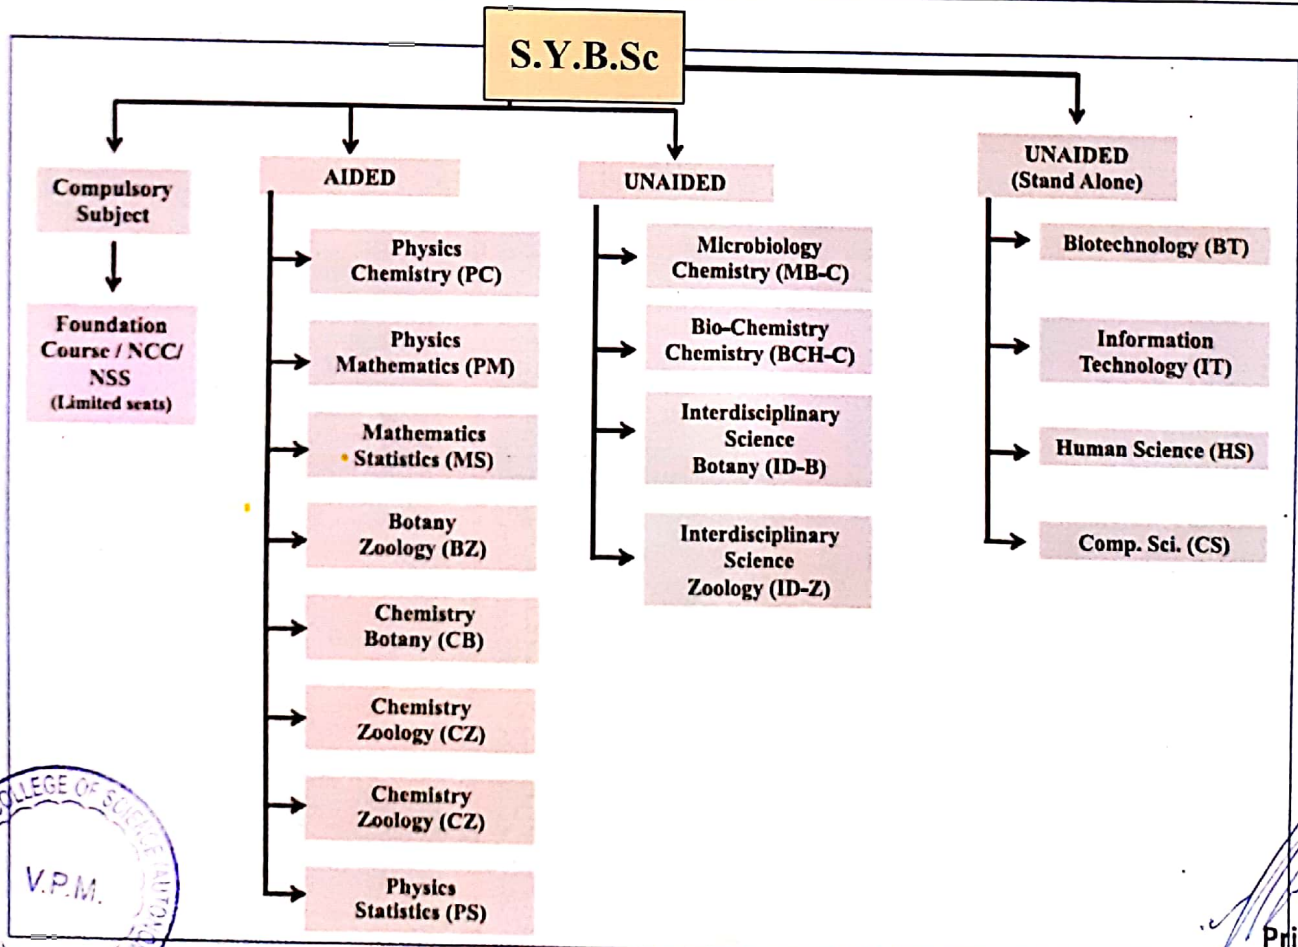 S.Y.B.Sc
Compulsory
Subject
Foundation
Course / NCC/
NSS
(Limited seats)
AIDED
Physics
Chemistry (PC)
Physics
Mathematics (PM)
Mathematics
Statistics (MS)
Botany
Zoology (BZ)
Chemistry
Botany (CB)
Chemistry
Zoology (CZ)
Chemistry
Zoology (CZ)
Physics
Statistics (PS)
UNAIDED
Microbiology
Chemistry (MB-C)
Bio-Chemistry
Chemistry (BCH-C)
Interdisciplinary
Science
Botany (ID-B)
Interdisciplinary
Science
Zoology (ID-Z)
UNAIDED
(Stand Alone)
Biotechnology (BT)
Information
Technology (IT)
Human Science (HS)
Comp. Sci. (CS)
OF SCIENCE
V.P.M.